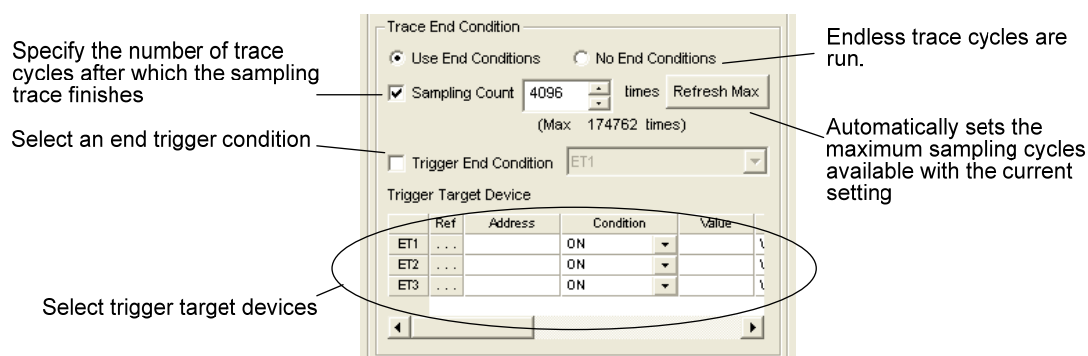 Specify the number of trace
cycles after which the sampling
trace finishes
Select an end trigger condition
Select trigger target devices
Trace End Condition
Use End Conditions No End Conditions
Sampling Count 4096 times Refresh Max
(Max 174762 times)
Trigger End Condition ET1
Trigger Target Device
Ref Address Condition Value
ET1 ... ON
ET2 ... ON
ET3 ... ON
Endless trace cycles are
run.
Automatically sets the
maximum sampling cycles
available with the current
setting